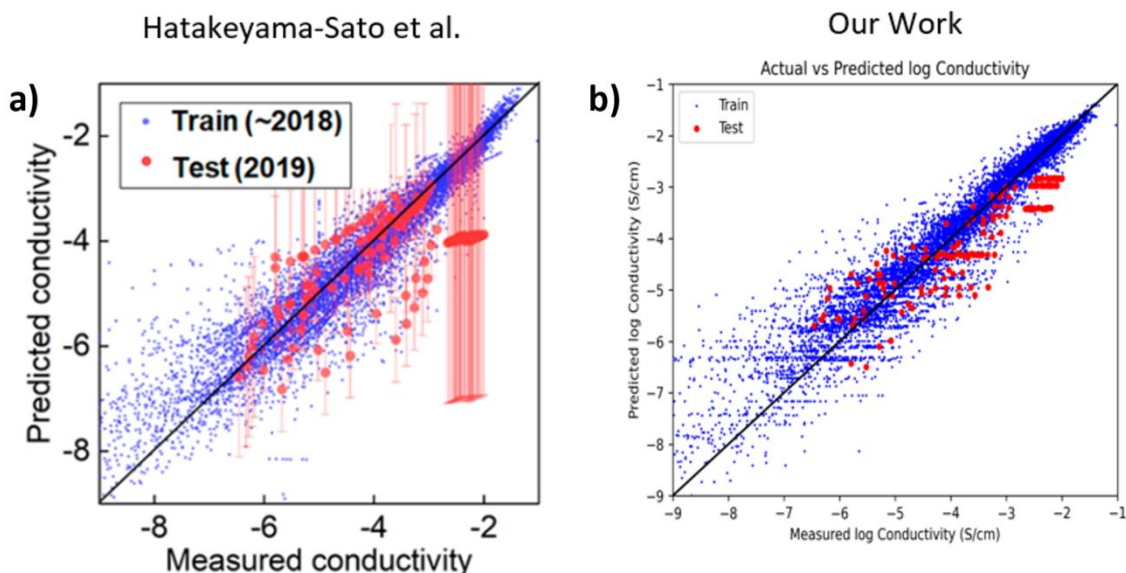 Hatakeyama-Sato et al.
Our Work
a)
Train (~2018)
Test (2019)
Predicted conductivity
-2
-4
-6
-8
-8
-6
-4
-2
Measured conductivity
b)
Actual vs Predicted log Conductivity
Train
Test
Predicted log Conductivity (S/cm)
−1
−2
−3
−4
−5
−6
−7
−8
−9
−9
−8
−7
−6
−5
−4
−3
−2
−1
Measured log Conductivity (S/cm)